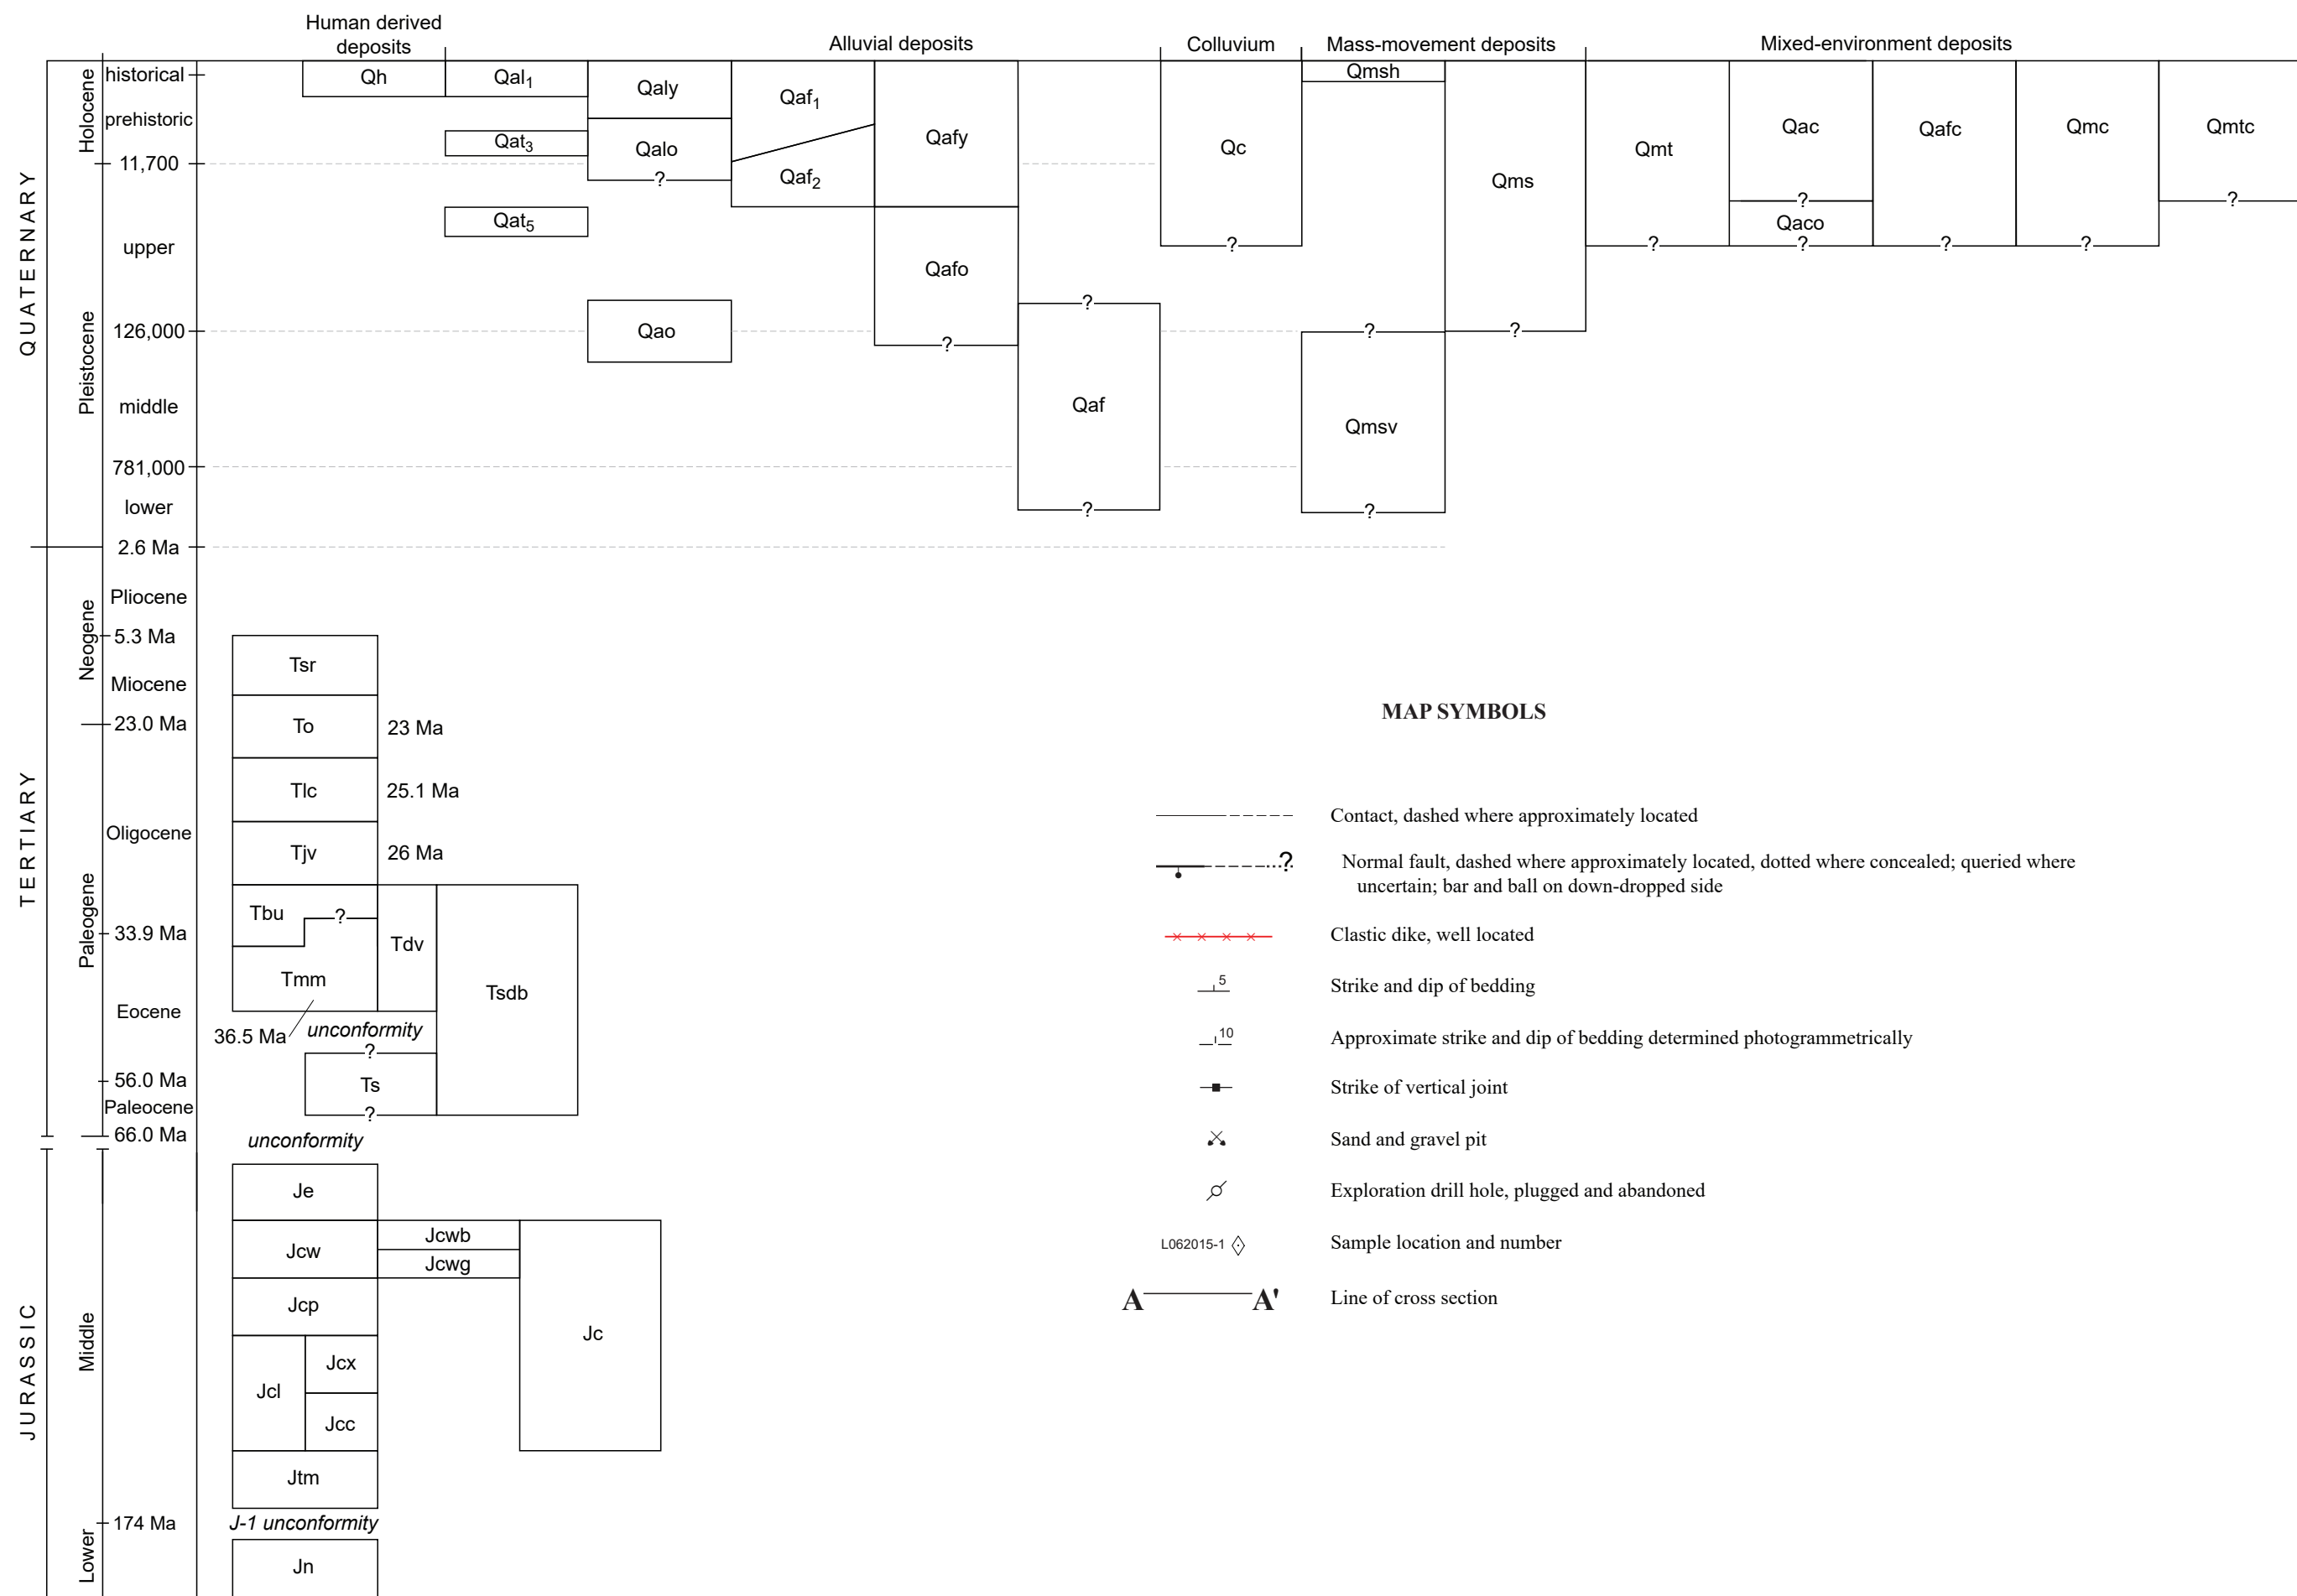 Human derived
deposits
Alluvial deposits
Colluvium
Mass-movement deposits
Mixed-environment deposits
QUATERNARY
Holocene
historical
prehistoric
11,700
Pleistocene
upper
126,000
middle
781,000
lower
2.6 Ma
Qh
Qal1
Qaly
Qaf1
Qafy
Qat3
Qalo
?
Qaf2
Qat5
Qafo
?
Qao
?
Qaf
?
Qc
?
Qmsh
Qms
?
?
Qmsv
?
Qmt
?
Qac
?
Qaco
?
Qafc
?
Qmc
?
Qmtc
?
TERTIARY
Neogene
Pliocene
5.3 Ma
Miocene
23.0 Ma
Paleogene
Oligocene
33.9 Ma
Eocene
56.0 Ma
Paleocene
66.0 Ma
Tsr
To
23 Ma
Tlc
25.1 Ma
Tjv
26 Ma
Tbu
?
Tdv
Tmm
Tsdb
36.5 Ma
unconformity
?
Ts
?
unconformity
JURASSIC
Middle
174 Ma
Lower
Je
Jcw
Jcwb
Jcwg
Jcp
Jc
Jcl
Jcx
Jcc
Jtm
J-1 unconformity
Jn
MAP SYMBOLS
Contact, dashed where approximately located
?
Normal fault, dashed where approximately located, dotted where concealed; queried where
uncertain; bar and ball on down-dropped side
Clastic dike, well located
5
Strike and dip of bedding
10
Approximate strike and dip of bedding determined photogrammetrically
Strike of vertical joint
Sand and gravel pit
Exploration drill hole, plugged and abandoned
L062015-1
Sample location and number
A A'
Line of cross section